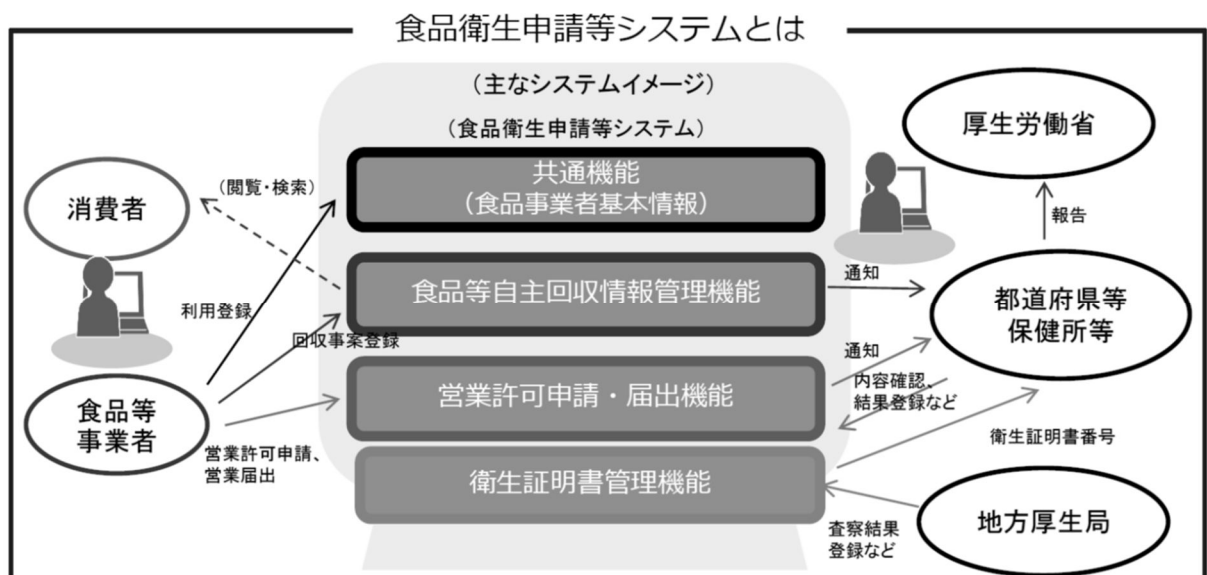 食品衛生申請等システムとは
（主なシステムイメージ）
（食品衛生申請等システム）
共通機能
（食品事業者基本情報）
食品等自主回収情報管理機能
営業許可申請・届出機能
衛生証明書管理機能
消費者
（閲覧・検索）
利用登録
回収事案登録
食品等
事業者
営業許可申請、
営業届出
厚生労働省
報告
通知
都道府県等
保健所等
通知
内容確認、
結果登録など
衛生証明書番号
地方厚生局
査察結果
登録など